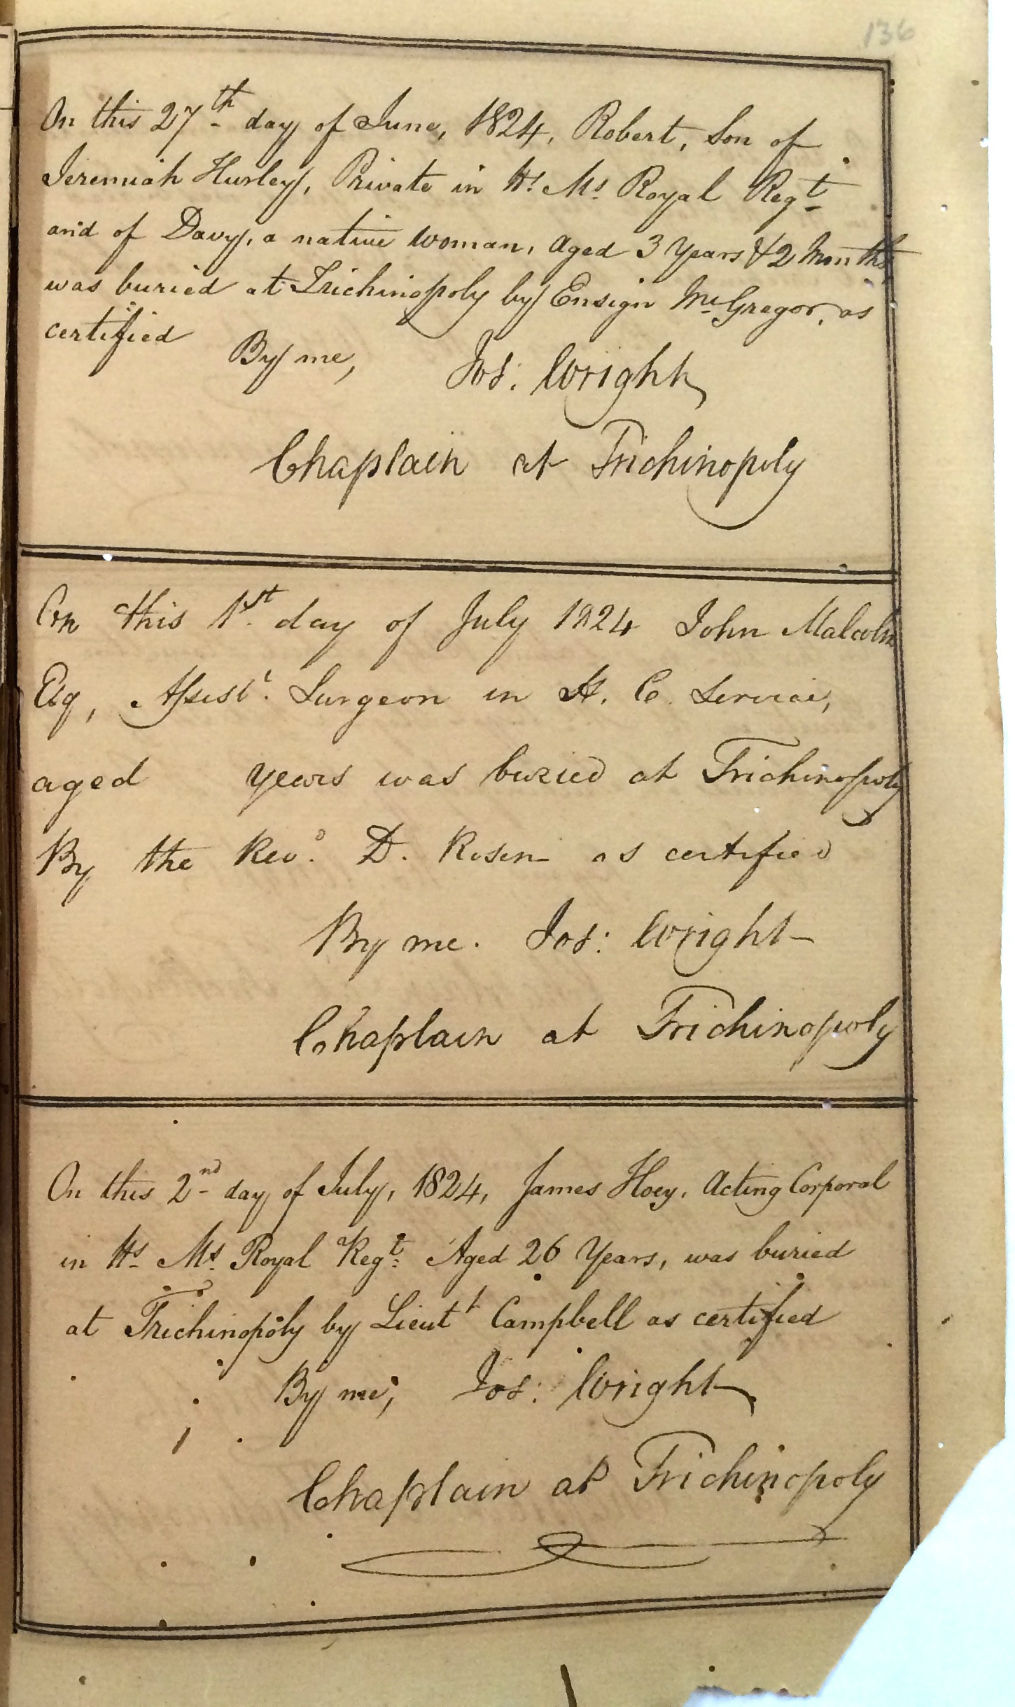 136
On this 27th day of June, 1824, Robert, Son of
Jeremiah Hurley, Private in Hs. Ms. Royal Regt.
and of Davy, a native woman, Aged 3 Years & 2 Months
was buried at Trichinopoly by Ensign McGregor, as
certified
By me, Jos: Wright
Chaplain at Trichinopoly
On this 1st. day of July 1824 John Malcolm
Esq, Assist. Surgeon in H. C. Service,
aged years was buried at Trichinopoly
By the Revd. D. Rosen as certified
By me. Jos: Wright
Chaplain at Trichinopoly
On this 2nd day of July, 1824, James Hoey, Acting Corporal
in Hs. Ms. Royal Regt. Aged 26 Years, was buried
at Trichinopoly by Lieut Campbell as certified
By me, Jos: Wright
Chaplain at Trichinopoly